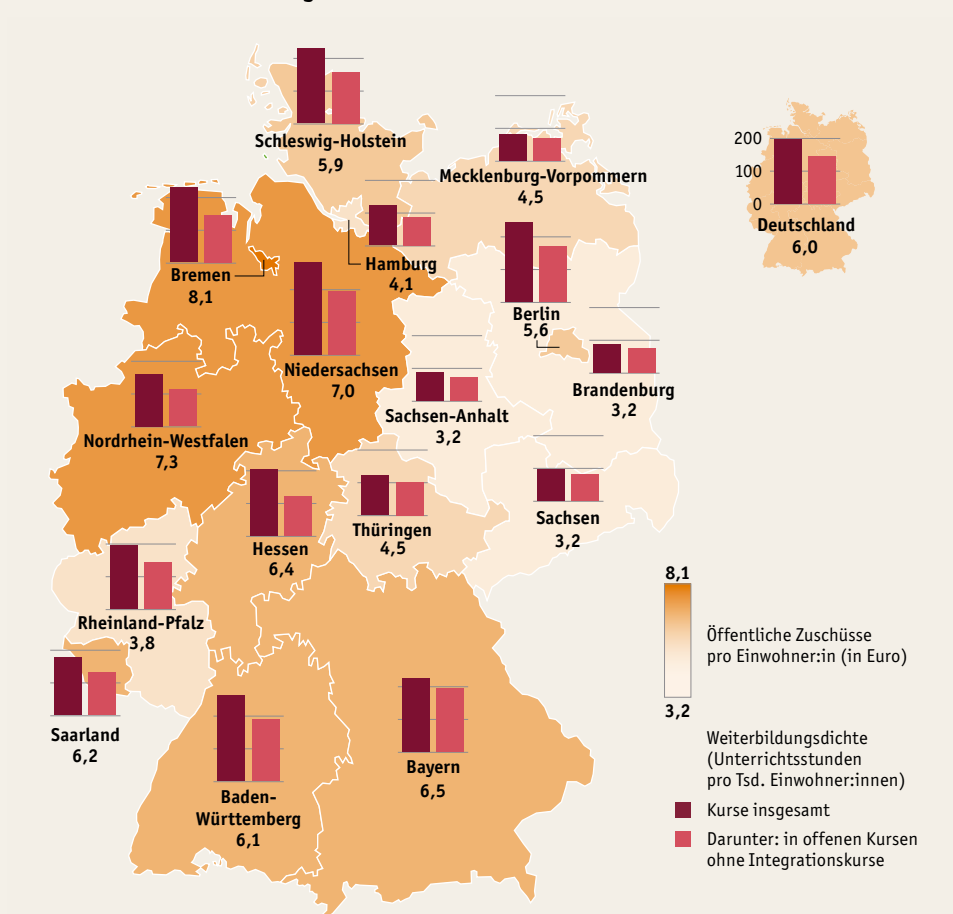 Schleswig-Holstein
5,9
Mecklenburg-Vorpommern
4,5
200
100
0
Deutschland
6,0
Bremen
8,1
Hamburg
4,1
Berlin
5,6
Niedersachsen
7,0
Brandenburg
3,2
Sachsen-Anhalt
3,2
Nordrhein-Westfalen
7,3
Sachsen
3,2
Thüringen
4,5
Hessen
6,4
Rheinland-Pfalz
3,8
Saarland
6,2
Baden-
Württemberg
6,1
Bayern
6,5
8,1
Öffentliche Zuschüsse
pro Einwohner:in (in Euro)
3,2
Weiterbildungsdichte
(Unterrichtsstunden
pro Tsd. Einwohner:innen)
Kurse insgesamt
Darunter: in offenen Kursen
ohne Integrationskurse